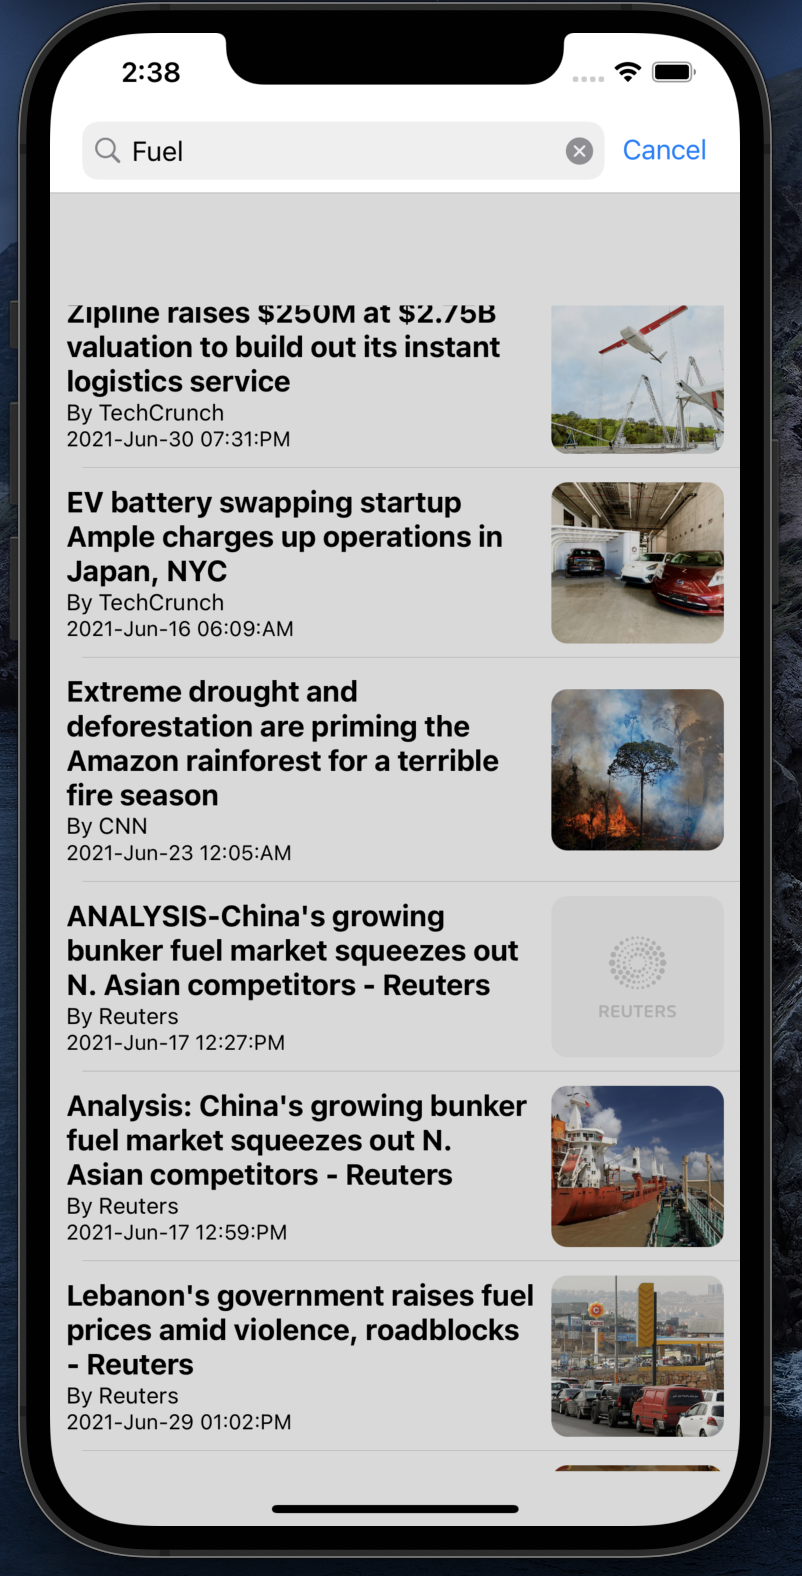 2:38
Fuel
Cancel
Zipline raises $250M at $2.75B
valuation to build out its instant
logistics service
By TechCrunch
2021-Jun-30 07:31:PM
EV battery swapping startup
Ample charges up operations in
Japan, NYC
By TechCrunch
2021-Jun-16 06:09:AM
Extreme drought and
deforestation are priming the
Amazon rainforest for a terrible
fire season
By CNN
2021-Jun-23 12:05:AM
ANALYSIS-China's growing
bunker fuel market squeezes out
N. Asian competitors - Reuters
By Reuters
2021-Jun-17 12:27:PM
REUTERS
Analysis: China's growing bunker
fuel market squeezes out N.
Asian competitors - Reuters
By Reuters
2021-Jun-17 12:59:PM
Lebanon's government raises fuel
prices amid violence, roadblocks
- Reuters
By Reuters
2021-Jun-29 01:02:PM